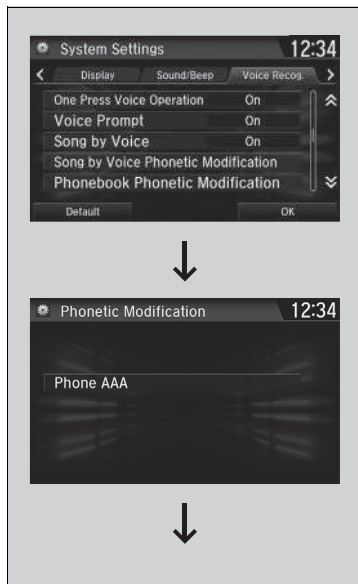 System Settings 12:34
Display Sound/Beep Voice Recog.
One Press Voice Operation On
Voice Prompt On
Song by Voice On
Song by Voice Phonetic Modification
Phonebook Phonetic Modification
Default OK
Phonetic Modification 12:34
Phone AAA